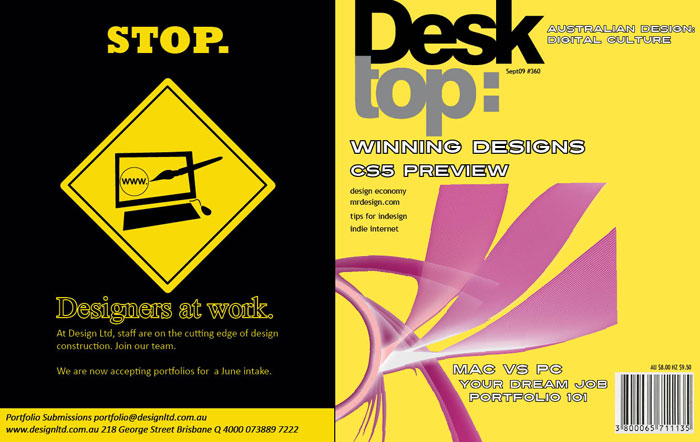 STOP.
www.
Designers at work.
At Design Ltd, staff are on the cutting edge of design
construction. Join our team.
We are now accepting portfolios for a June intake.
Portfolio Submissions portfolio@designltd.com.au
www.designltd.com.au 218 George Street Brisbane Q 4000 073889 7222
Desk
top:
Sept09 #360
AUSTRALIAN DESIGN:
DIGITAL CULTURE
WINNING DESIGNS
CS5 PREVIEW
design economy
mrdesign.com
tips for indesign
indie internet
MAC VS PC
YOUR DREAM JOB
PORTFOLIO 101
AU $8.00 NZ $9.50
3 800065 711135